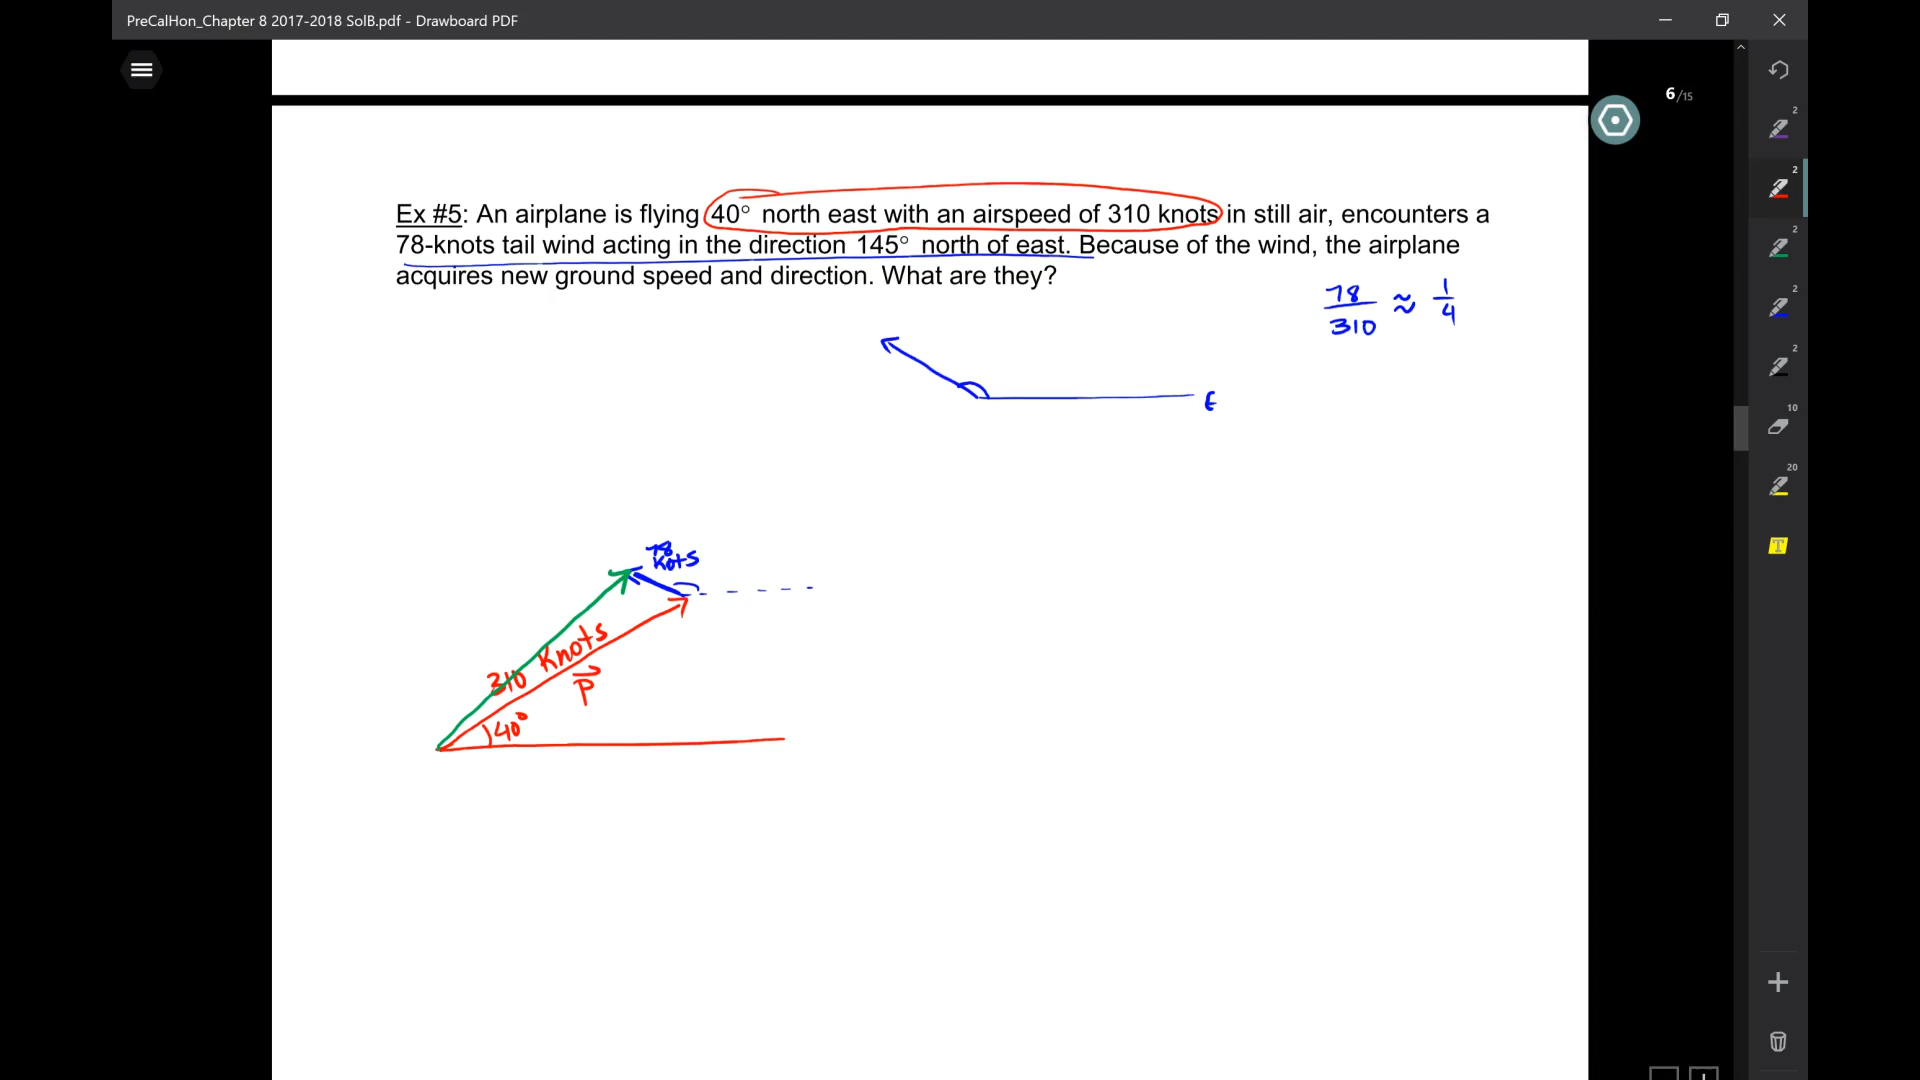 PreCalHon_Chapter 8 2017-2018 SolB.pdf - Drawboard PDF
6/15
Ex #5: An airplane is flying 40° north east with an airspeed of 310 knots in still air, encounters a
78-knots tail wind acting in the direction 145° north of east. Because of the wind, the airplane
acquires new ground speed and direction. What are they?
78/310 ≈ 1/4
E
78
Kots
310 Knots
p
40°
2
2
2
2
2
10
20
T